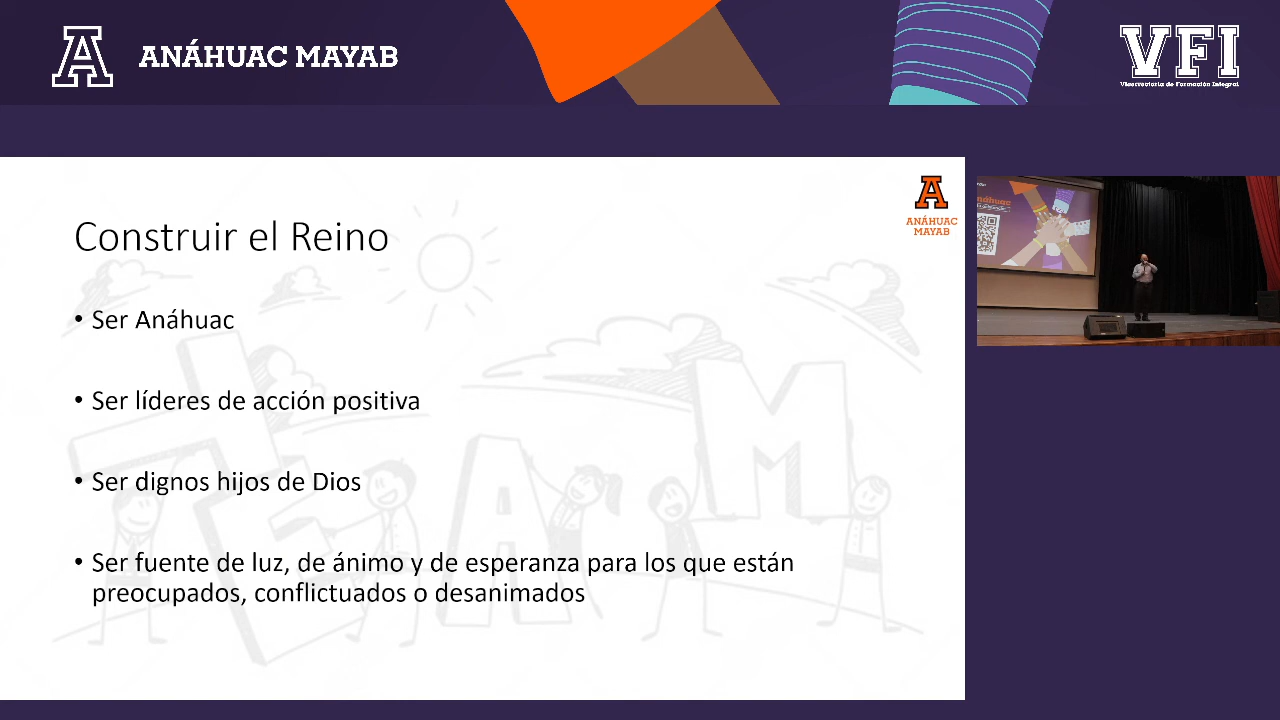 ANÁHUAC MAYAB
VFI
Vicerrectoría de Formación Integral
ANÁHUAC
MAYAB
Construir el Reino
• Ser Anáhuac
• Ser líderes de acción positiva
• Ser dignos hijos de Dios
• Ser fuente de luz, de ánimo y de esperanza para los que están
preocupados, conflictuados o desanimados
TEAM